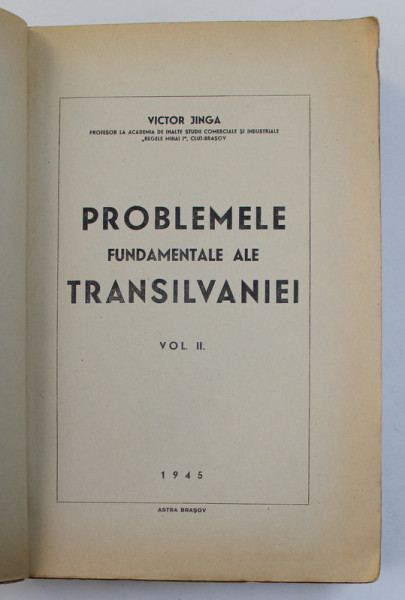 VICTOR JINGA
PROFESOR LA ACADEMIA DE INALTE STUDII COMERCIALE ȘI INDUSTRIALE
„REGELE MIHAI I", CLUJ-BRAȘOV
PROBLEMELE
FUNDAMENTALE ALE
TRANSILVANIEI
VOL. II.
1945
ASTRA BRAȘOV